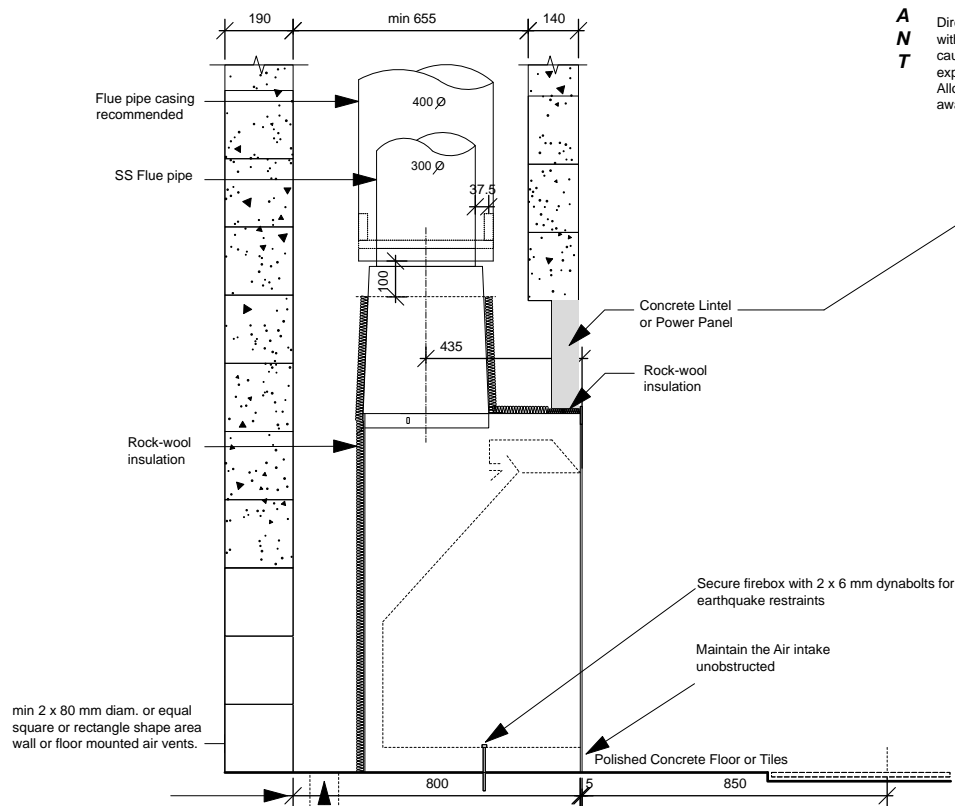 190
min 655
140
A
N
T
Flue pipe casing
recommended
400 Ø
SS Flue pipe
300 Ø
37.5
100
Concrete Lintel
or Power Panel
435
Rock-wool
insulation
Rock-wool
insulation
Secure firebox with 2 x 6 mm dynabolts for
earthquake restraints
Maintain the Air intake
unobstructed
min 2 x 80 mm diam. or equal
square or rectangle shape area
wall or floor mounted air vents.
Polished Concrete Floor or Tiles
800
5
850